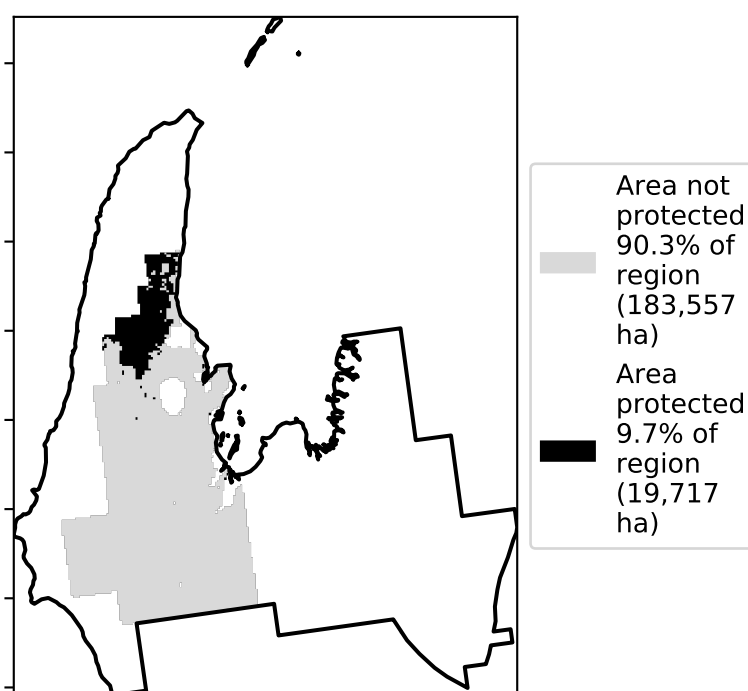 Area not
protected
90.3% of
region
(183,557
ha)
Area
protected
9.7% of
region
(19,717
ha)